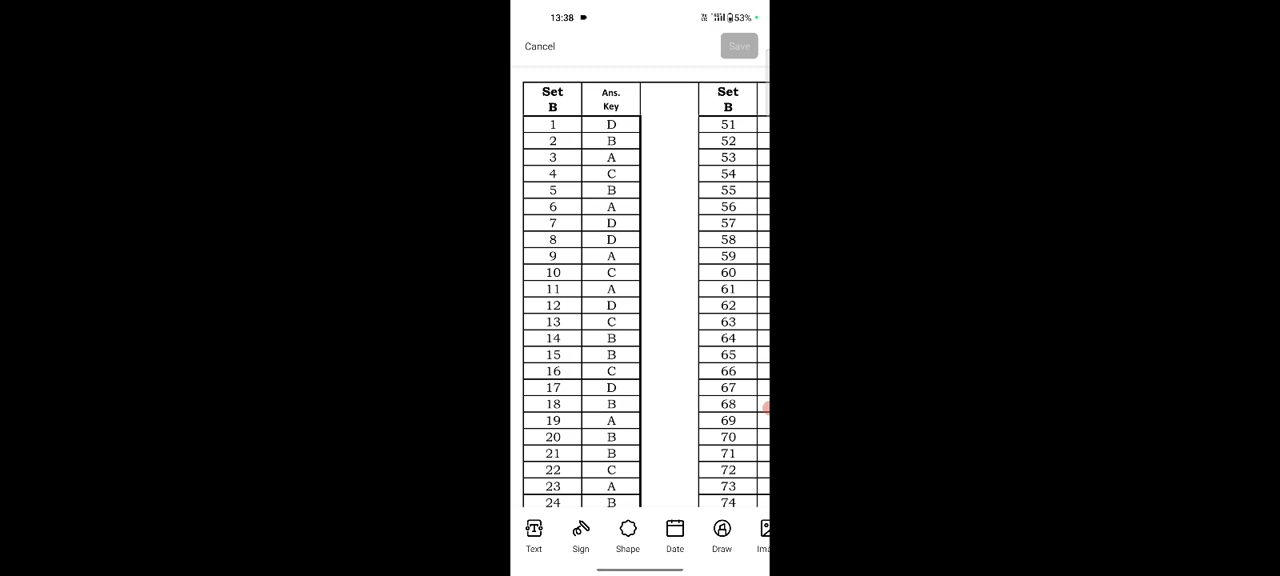 13:38 53%
Cancel Save
Set B Ans. Key Set B
1 D 51
2 B 52
3 A 53
4 C 54
5 B 55
6 A 56
7 D 57
8 D 58
9 A 59
10 C 60
11 A 61
12 D 62
13 C 63
14 B 64
15 B 65
16 C 66
17 D 67
18 B 68
19 A 69
20 B 70
21 B 71
22 C 72
23 A 73
24 B 74
Text Sign Shape Date Draw